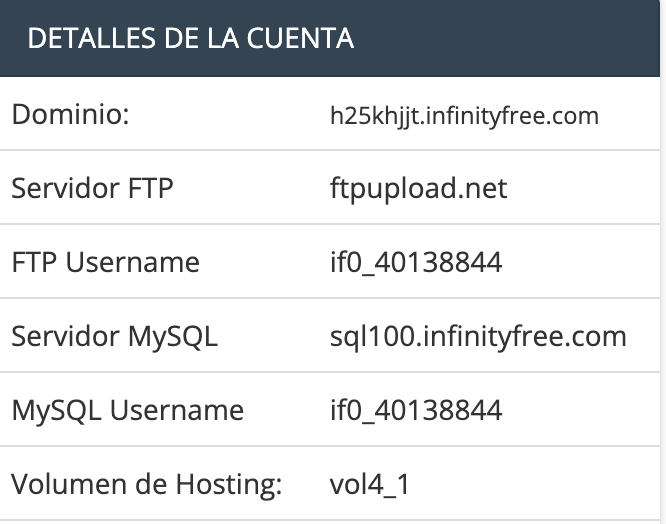 DETALLES DE LA CUENTA
Dominio: h25khjjt.infinityfree.com
Servidor FTP ftpupload.net
FTP Username if0_40138844
Servidor MySQL sql100.infinityfree.com
MySQL Username if0_40138844
Volumen de Hosting: vol4_1